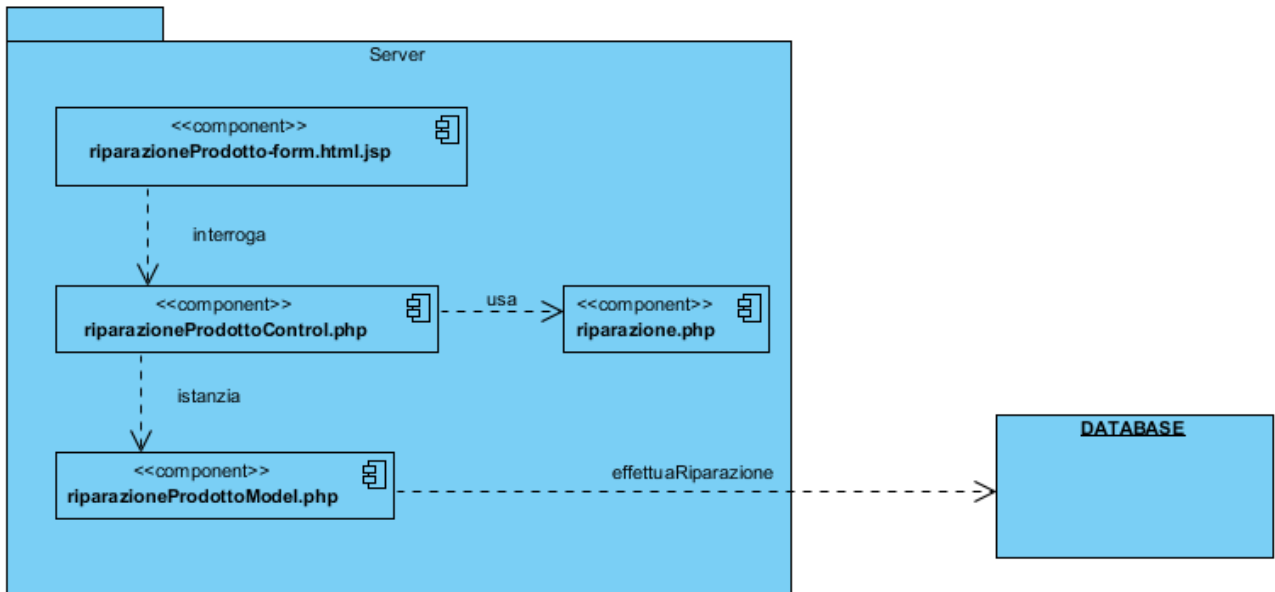 Server
<<component>>
riparazioneProdotto-form.html.jsp
interroga
<<component>>
riparazioneProdottoControl.php
usa
<<component>>
riparazione.php
istanzia
<<component>>
riparazioneProdottoModel.php
effettuaRiparazione
DATABASE